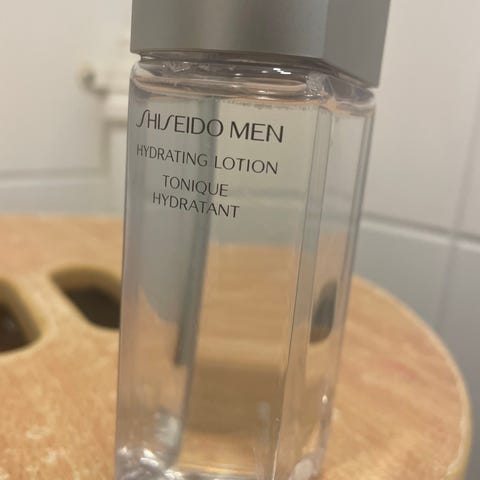 SHISEIDO MEN
HYDRATING LOTION
TONIQUE
HYDRATANT